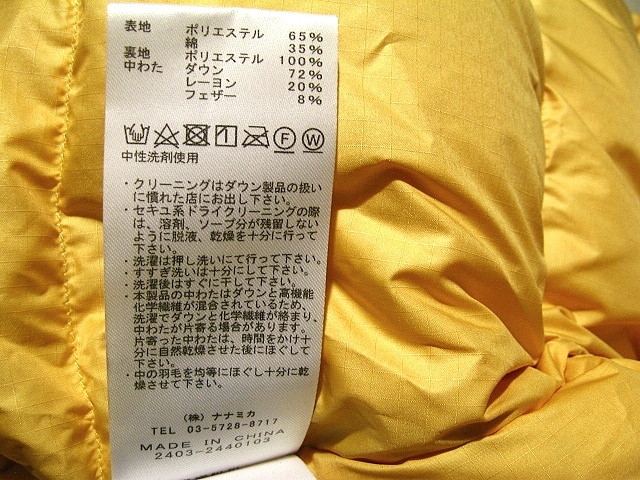 表地 ポリエステル 65%
綿 35%
裏地 ポリエステル 100%
中わた ダウン 72%
レーヨン 20%
フェザー 8%
F W
中性洗剤使用
・クリーニングはダウン製品の扱い
に慣れた店にお出し下さい。
・セキユ系ドライクリーニングの際
は、溶剤、ソープ分が残留しない
ように脱液、乾燥を十分に行って
下さい。
・洗濯は押し洗いにて行って下さい。
・すすぎ洗いは十分にして下さい。
・洗濯後はすぐに干して下さい。
・本製品の中わたはダウンと高機能
化学繊維が混合されているため、
洗濯でダウンと化学繊維が絡まり、
中わたが片寄る場合があります。
片寄った中わたは、時間をかけ十
分に自然乾燥させた後にほぐして
下さい。
・中の羽毛を均等にほぐし十分に乾
燥させて下さい。
(株) ナナミカ
TEL 03-5728-8717
MADE IN CHINA
2403-2440103